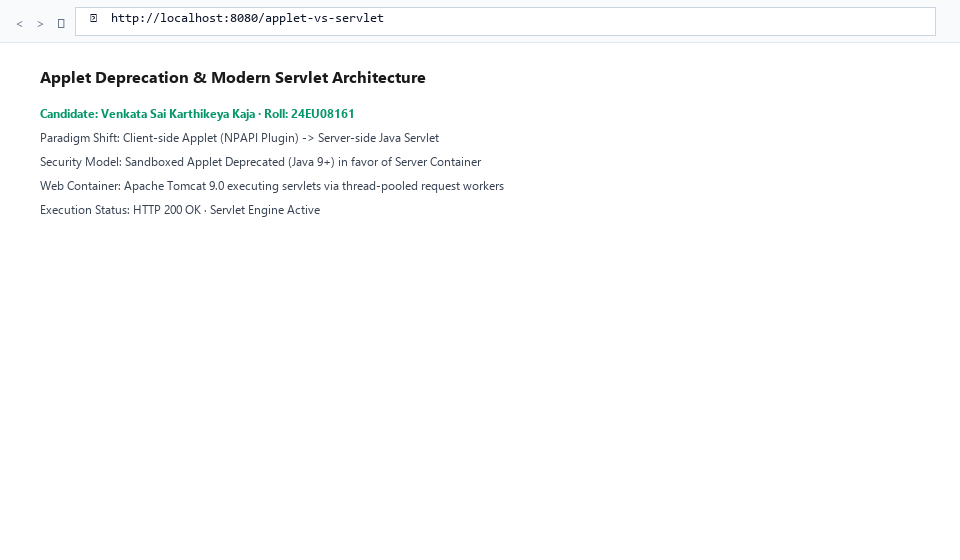 < >
http://localhost:8080/applet-vs-servlet
Applet Deprecation & Modern Servlet Architecture
Candidate: Venkata Sai Karthikeya Kaja · Roll: 24EU08161
Paradigm Shift: Client-side Applet (NPAPI Plugin) -> Server-side Java Servlet
Security Model: Sandboxed Applet Deprecated (Java 9+) in favor of Server Container
Web Container: Apache Tomcat 9.0 executing servlets via thread-pooled request workers
Execution Status: HTTP 200 OK · Servlet Engine Active